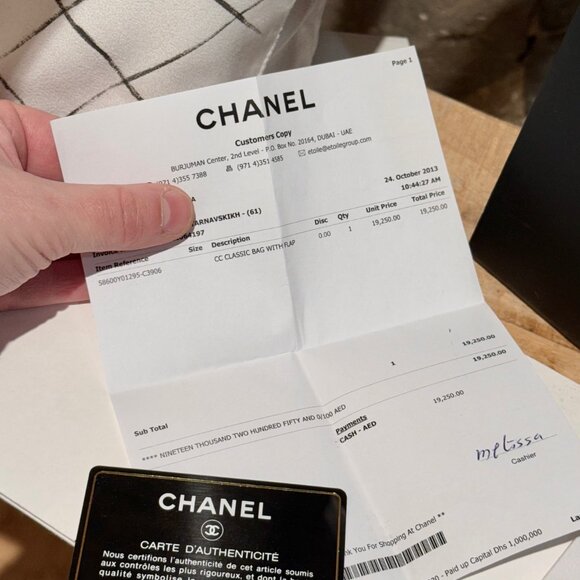 Page 1
CHANEL
Customers Copy
BURJUMAN Center, 2nd Level - P.O. Box No. 20164, DUBAI - UAE
(971 4)355 7388 (971 4)351 4585 etoile@etoilegroup.com
24. October 2013
ARNAVSKIKH - (61)
10:44:27 AM
Item Reference Size Description Disc Qty Unit Price Total Price
58600Y01295-C3906 CC CLASSIC BAG WITH FLAP 0.00 1 19,250.00 19,250.00
1 19,250.00
Sub Total 19,250.00
**** NINETEEN THOUSAND TWO HUNDRED FIFTY AND 0/100 AED
Payments
CASH - AED 19,250.00
melissa
Cashier
nk You For Shopping At Chanel **
on - Paid up Capital Dhs 1,000,000
CHANEL
CARTE D'AUTHENTICITÉ
Nous certifions l'authenticité de cet article soumis
aux contrôles les plus rigoureux, et dont la
qualité symbolise